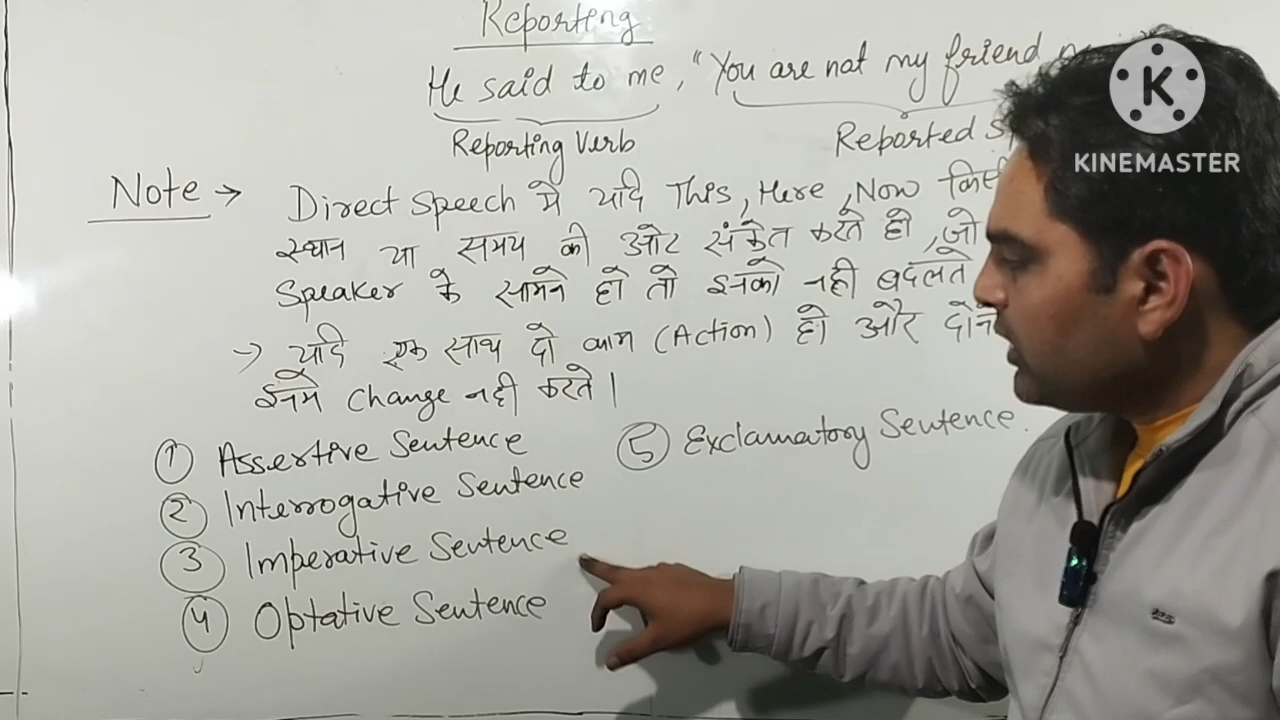 Reporting
He said to me, "You are not my friend
Reporting Verb
Reported
Note → Direct Speech मे यदि This, Here, Now
स्थान या समय की ओर संकेत करते हो, जो
Speaker के सामने हो तो इनको नही बदलते
→ यदि एक साथ दो काम (Action) हो और
इनमे Change नही करते।
① Assertive Sentence
② Interrogative Sentence
③ Imperative Sentence
④ Optative Sentence
⑤ Exclamatory Sentence.
K
KINEMASTER